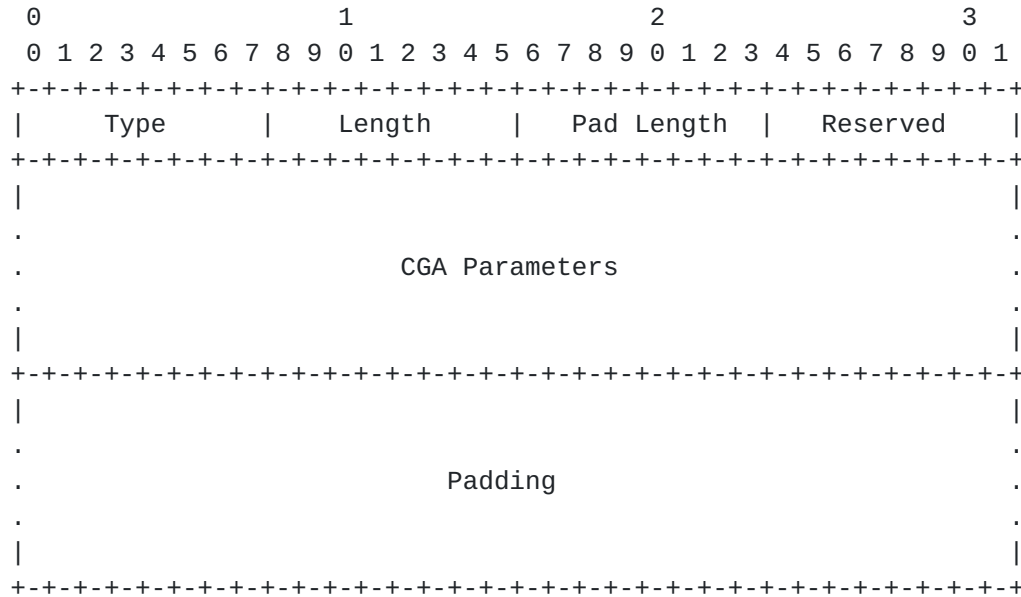 0                   1                   2                   3
 0 1 2 3 4 5 6 7 8 9 0 1 2 3 4 5 6 7 8 9 0 1 2 3 4 5 6 7 8 9 0 1
+-+-+-+-+-+-+-+-+-+-+-+-+-+-+-+-+-+-+-+-+-+-+-+-+-+-+-+-+-+-+-+-+
|     Type      |    Length     |   Pad Length  |   Reserved    |
+-+-+-+-+-+-+-+-+-+-+-+-+-+-+-+-+-+-+-+-+-+-+-+-+-+-+-+-+-+-+-+-+
|                                                               |
.                                                               .
.                        CGA Parameters                         .
.                                                               .
|                                                               |
+-+-+-+-+-+-+-+-+-+-+-+-+-+-+-+-+-+-+-+-+-+-+-+-+-+-+-+-+-+-+-+-+
|                                                               |
.                                                               .
.                           Padding                             .
.                                                               .
|                                                               |
+-+-+-+-+-+-+-+-+-+-+-+-+-+-+-+-+-+-+-+-+-+-+-+-+-+-+-+-+-+-+-+-+